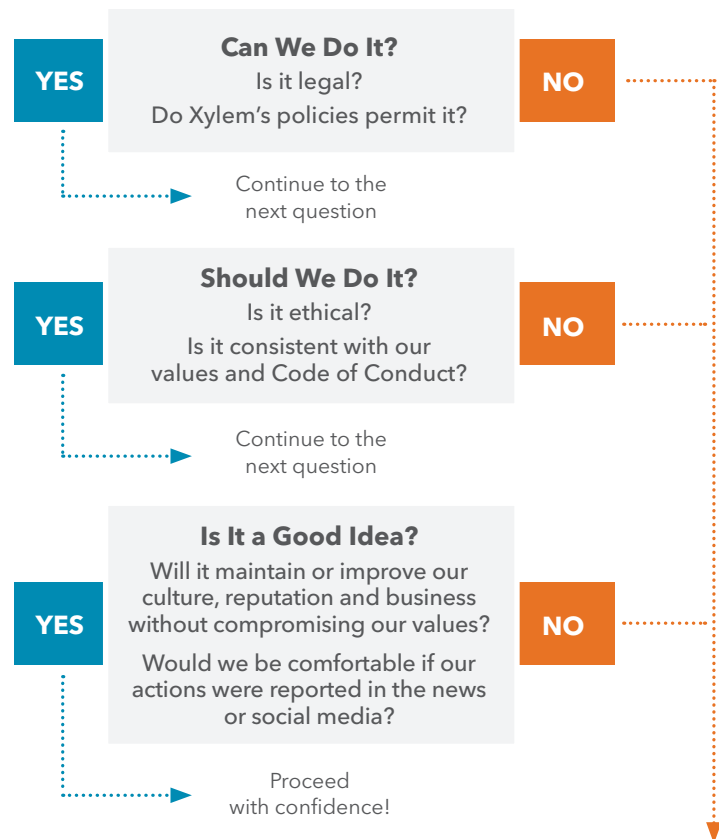 Can We Do It?
YES
Is it legal?
NO
Do Xylem's policies permit it?
Continue to the
next question
Should We Do It?
YES
Is it ethical?
NO
Is it consistent with our
values and Code of Conduct?
Continue to the
next question
Is It a Good Idea?
Will it maintain or improve our
culture, reputation and business
YES
without compromising our values?
NO
Would we be comfortable if our
actions were reported in the news
or social media?
Proceed
with confidence!